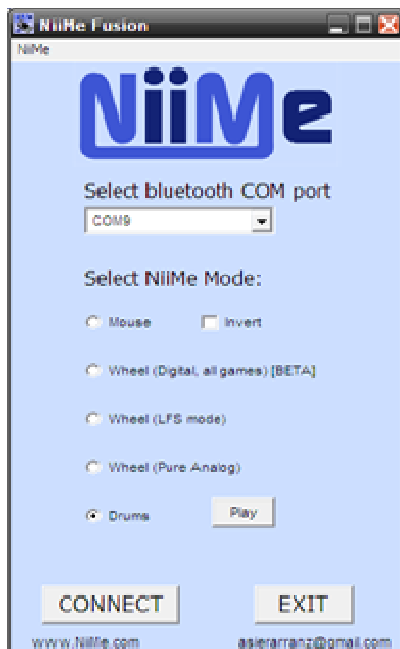 NiiMe Fusion
NiiMe
NiiMe
Select bluetooth COM port
COM9
Select NiiMe Mode:
Mouse Invert
Wheel (Digital, all games) [BETA]
Wheel (LFS mode)
Wheel (Pure Analog)
Drums Play
CONNECT EXIT
www.NiiMe.com asierarranz@gmail.com